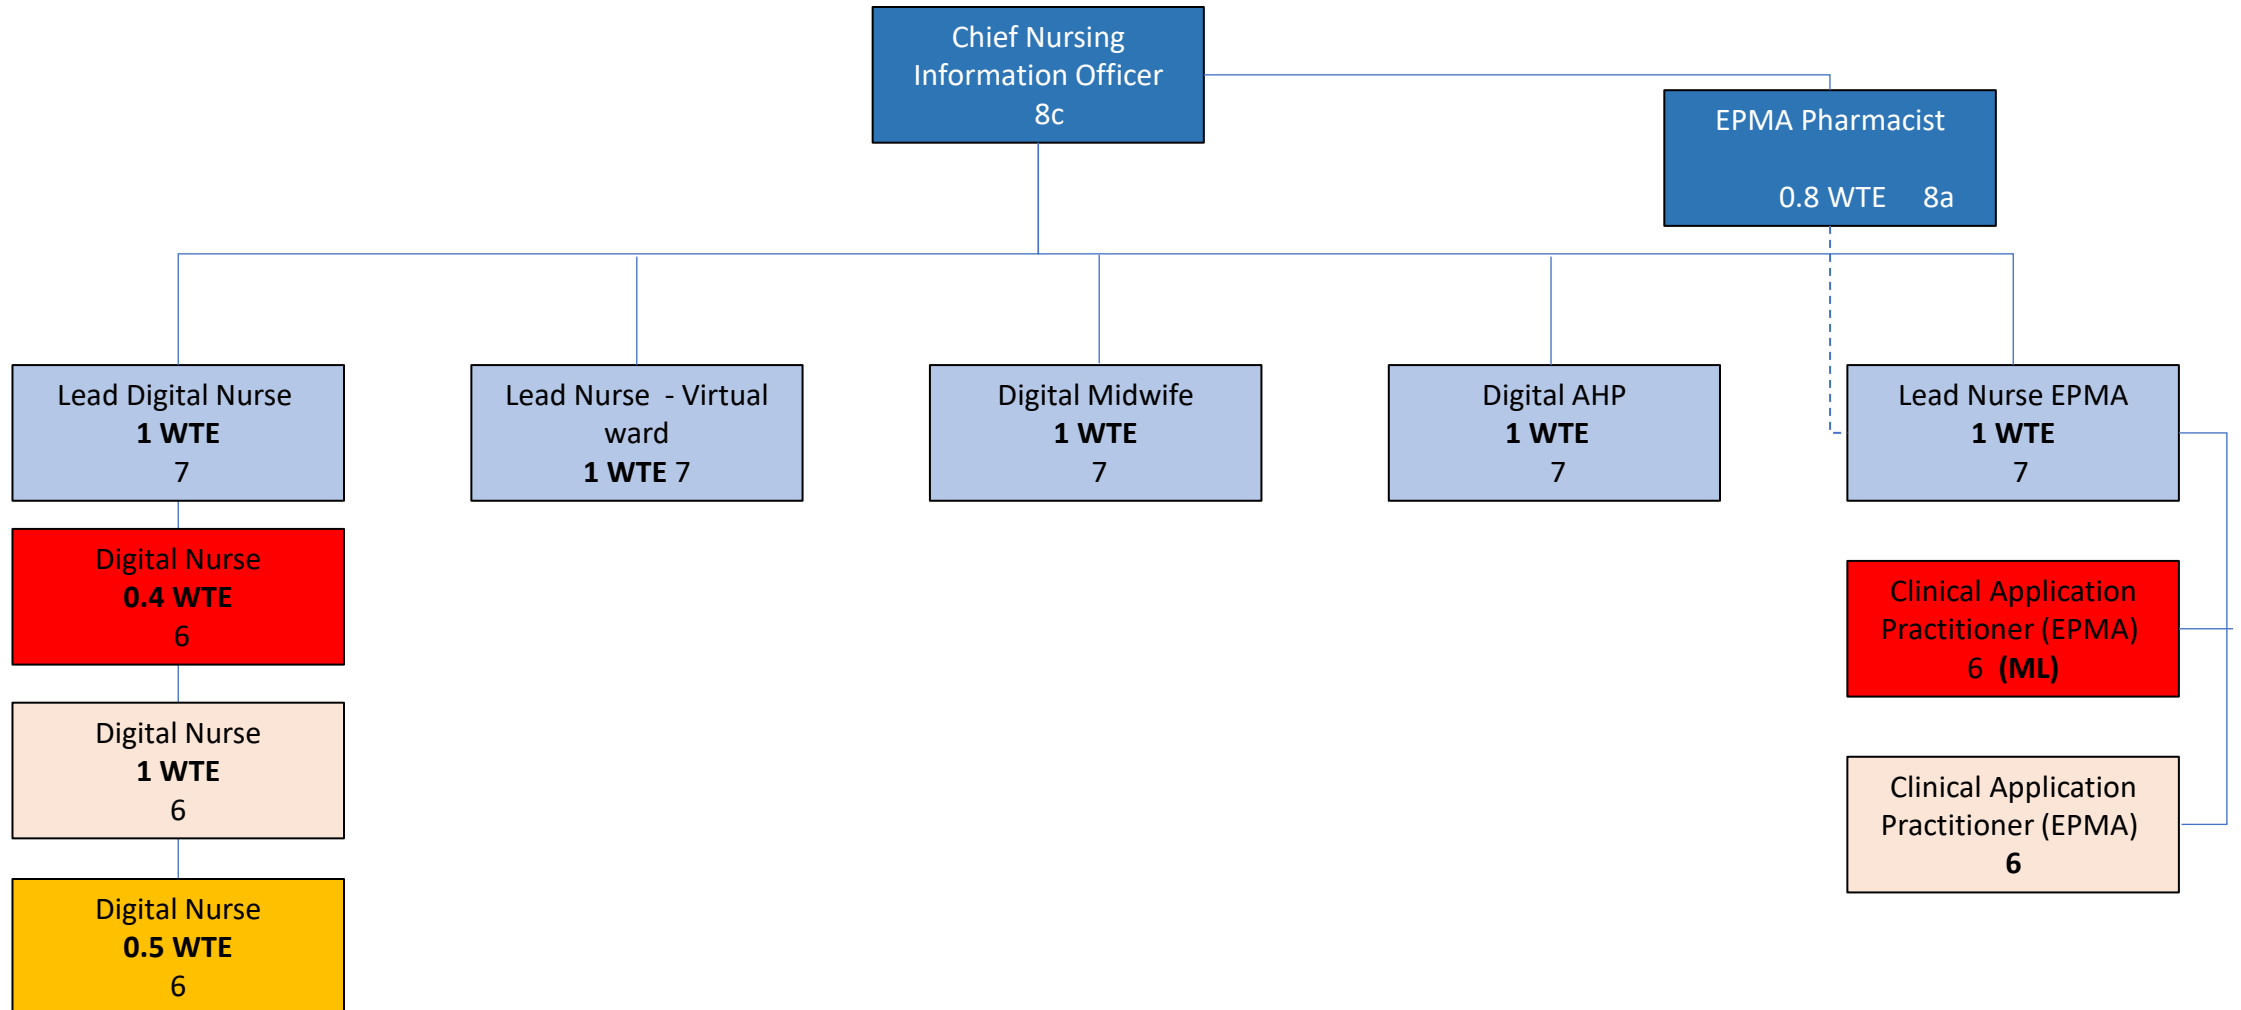 Chief Nursing
Information Officer
8c
EPMA Pharmacist
0.8 WTE 8a
Lead Digital Nurse
1 WTE
7
Lead Nurse - Virtual
ward
1 WTE 7
Digital Midwife
1 WTE
7
Digital AHP
1 WTE
7
Lead Nurse EPMA
1 WTE
7
Digital Nurse
0.4 WTE
6
Digital Nurse
1 WTE
6
Digital Nurse
0.5 WTE
6
Clinical Application
Practitioner (EPMA)
6 (ML)
Clinical Application
Practitioner (EPMA)
6